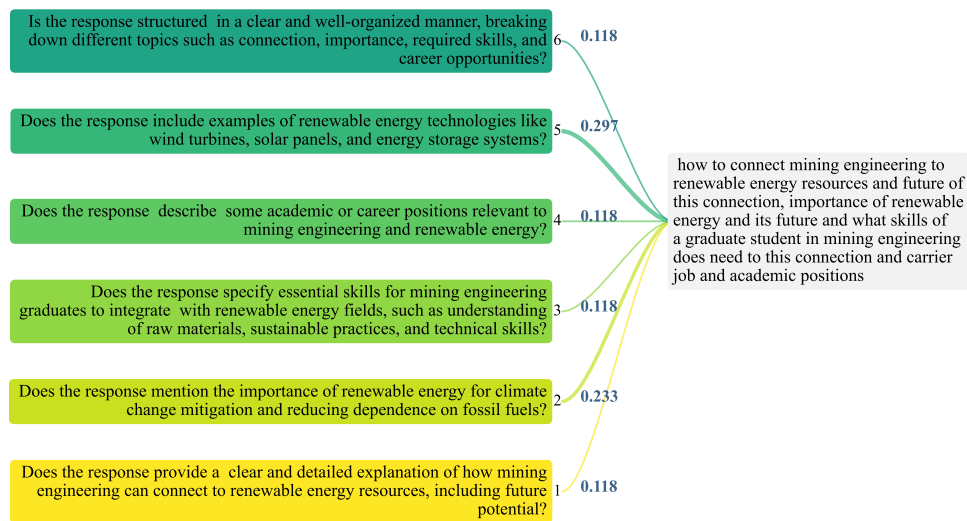 Is the response structured  in a clear and well-organized manner, breaking
down different topics such as connection, importance, required skills, and
career opportunities?
6
0.118
Does the response include examples of renewable energy technologies like
wind turbines, solar panels, and energy storage systems?
5
0.297
how to connect mining engineering to
renewable energy resources and future of
this connection, importance of renewable
energy and its future and what skills of
a graduate student in mining engineering
does need to this connection and carrier
job and academic positions
Does the response  describe  some academic or career positions relevant to
mining engineering and renewable energy?
4
0.118
Does the response specify essential skills for mining engineering
graduates to integrate  with renewable energy fields, such as understanding
of raw materials, sustainable practices, and technical skills?
3
0.118
Does the response mention the importance of renewable energy for climate
change mitigation and reducing dependence on fossil fuels?
2
0.233
Does the response provide a  clear and detailed explanation of how mining
engineering can connect to renewable energy resources, including future
potential?
1
0.118